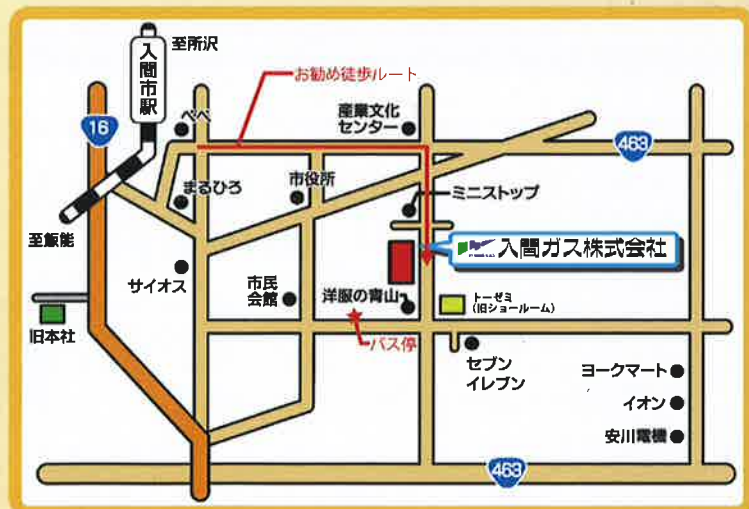 至所沢
入間市駅
お勧め徒歩ルート
16
ペペ
産業文化
センター
463
まるひろ
市役所
ミニストップ
至飯能
入間ガス株式会社
サイオス
市民
会館
洋服の青山
トーゼミ
(旧ショールーム)
旧本社
バス停
セブン
イレブン
ヨークマート
イオン
安川電機
463